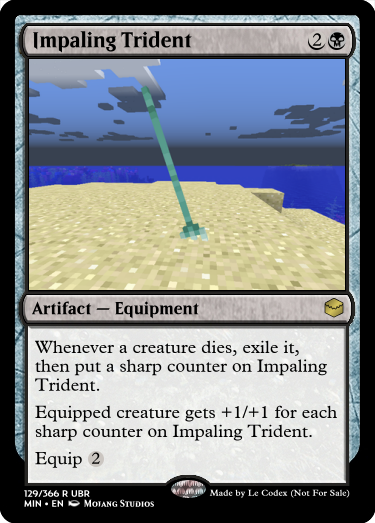 Impaling Trident 2
Artifact — Equipment
Whenever a creature dies, exile it,
then put a sharp counter on Impaling
Trident.
Equipped creature gets +1/+1 for each
sharp counter on Impaling Trident.
Equip 2
129/366 R UBR
MIN • EN Mojang Studios
Made by Le Codex (Not For Sale)